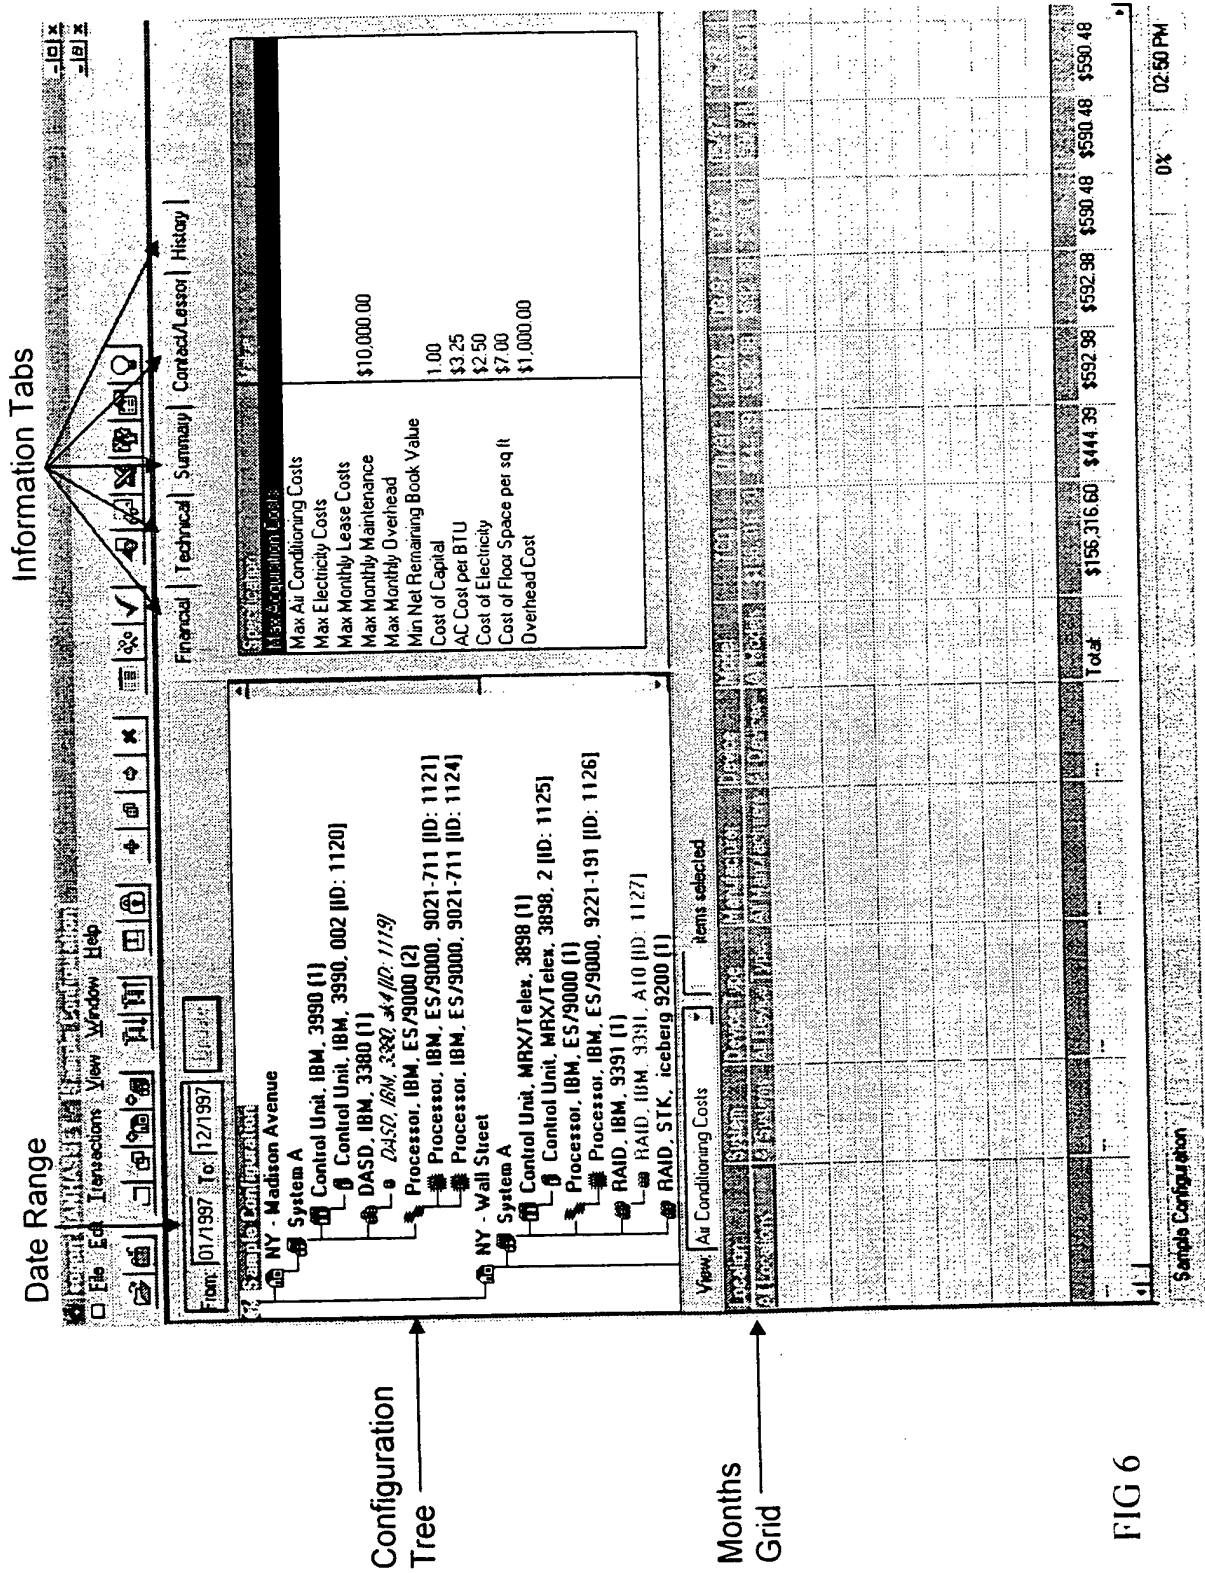 Information Tabs
Date Range
File Edit Transactions View Window Help
From: 01/1997 To: 12/1997
Financial Technical Summary Contact/Lessor History
NY - Madison Avenue
System A
Control Unit, IBM, 3990 (1)
Control Unit, IBM, 3990, 002 [ID: 1120]
DASD, IBM, 3380 (1)
Processor, IBM, ES/9000 (2)
Processor, IBM, ES/9000, 9021-711 [ID: 1121]
Processor, IBM, ES/9000, 9021-711 [ID: 1124]
NY - Wall Street
System A
Control Unit, MRX/Telex, 3898 (1)
Control Unit, MRX/Telex, 3898, 2 [ID: 1125]
Processor, IBM, ES/9000 (1)
Processor, IBM, ES/9000, 9221-191 [ID: 1126]
RAID, IBM, 9391 (1)
RAID, IBM, 9391, A10 [ID: 1127]
RAID, STK, iceberg 9200 (1)
Max Acquisition Costs
Max Air Conditioning Costs
Max Electricity Costs
Max Monthly Lease Costs
Max Monthly Maintenance $10,000.00
Max Monthly Overhead
Min Net Remaining Book Value
Cost of Capital 1.00
AC Cost per BTU $3.25
Cost of Electricity $2.50
Cost of Floor Space per sq ft $7.00
Overhead Cost $1,000.00
Configuration
Tree
View: Air Conditioning Costs items selected
Months
Grid
Total $156,316.60 $444.39 $592.98 $592.98 $590.48 $590.48 $590.48
Sample Configuration 0% 02:50 PM
FIG 6